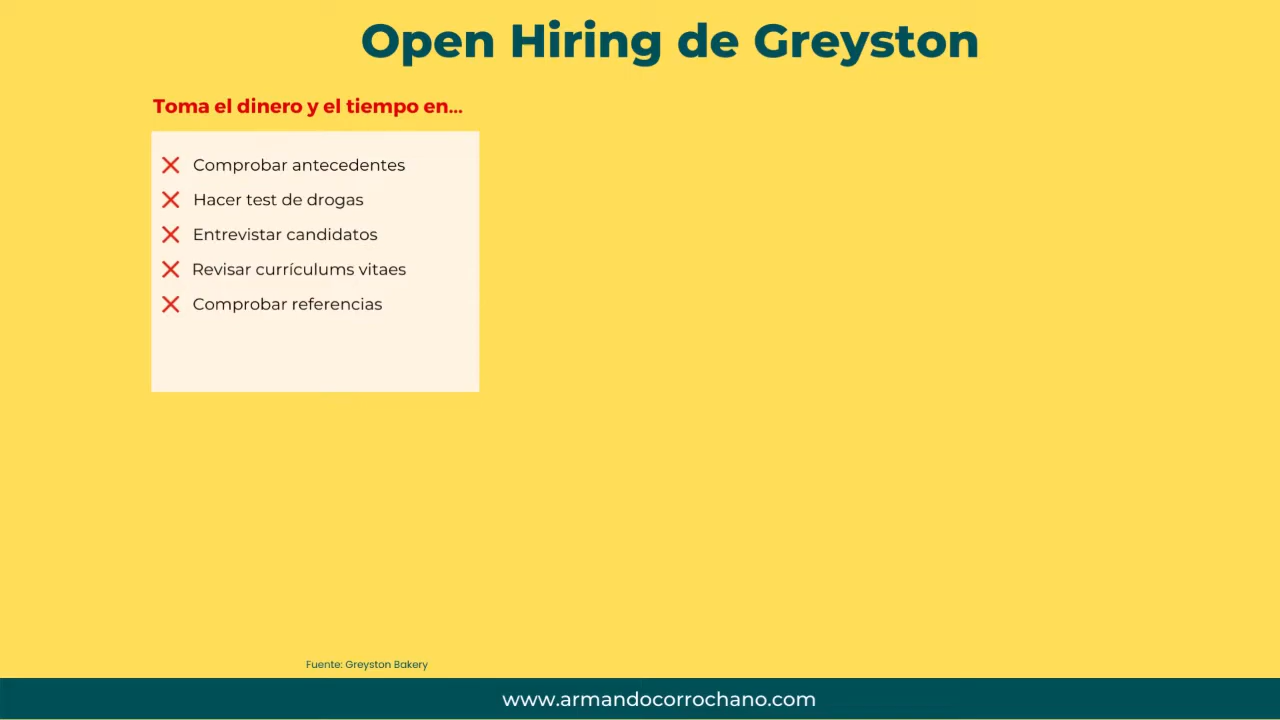 Open Hiring de Greyston
Toma el dinero y el tiempo en...
Comprobar antecedentes
Hacer test de drogas
Entrevistar candidatos
Revisar currículums vitaes
Comprobar referencias
Fuente: Greyston Bakery
www.armandocorrochano.com